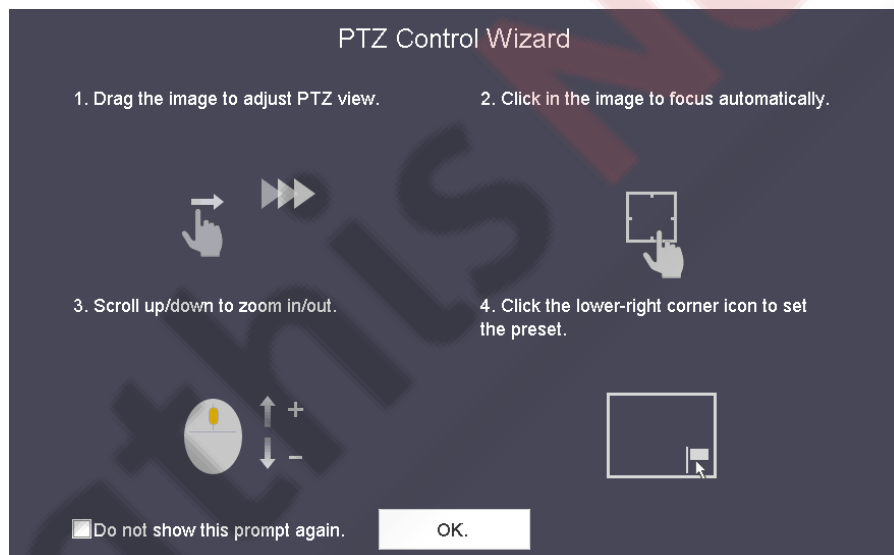 PTZ Control Wizard
1. Drag the image to adjust PTZ view.
2. Click in the image to focus automatically.
3. Scroll up/down to zoom in/out.
4. Click the lower-right corner icon to set
the preset.
+
–
Do not show this prompt again.
OK.